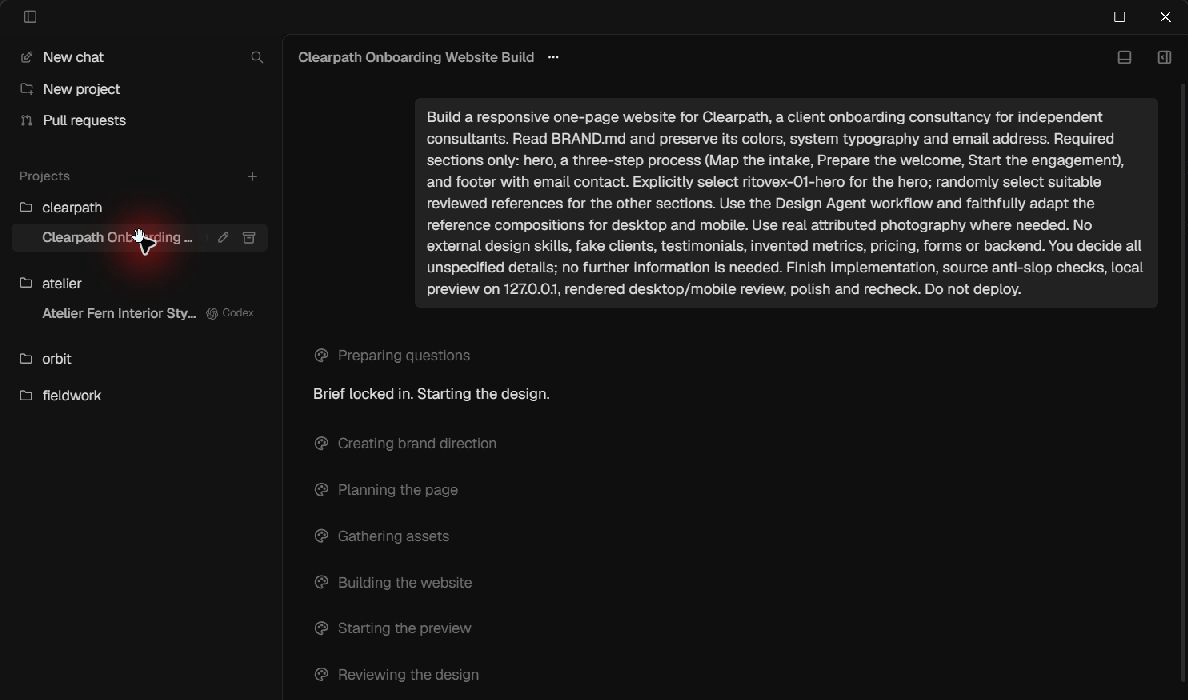 New chat
New project
Pull requests
Projects
clearpath
Clearpath Onboarding ...
atelier
Atelier Fern Interior Sty... Codex
orbit
fieldwork
Clearpath Onboarding Website Build ...
Build a responsive one-page website for Clearpath, a client onboarding consultancy for independent
consultants. Read BRAND.md and preserve its colors, system typography and email address. Required
sections only: hero, a three-step process (Map the intake, Prepare the welcome, Start the engagement),
and footer with email contact. Explicitly select ritovex-01-hero for the hero; randomly select suitable
reviewed references for the other sections. Use the Design Agent workflow and faithfully adapt the
reference compositions for desktop and mobile. Use real attributed photography where needed. No
external design skills, fake clients, testimonials, invented metrics, pricing, forms or backend. You decide all
unspecified details; no further information is needed. Finish implementation, source anti-slop checks, local
preview on 127.0.0.1, rendered desktop/mobile review, polish and recheck. Do not deploy.
Preparing questions
Brief locked in. Starting the design.
Creating brand direction
Planning the page
Gathering assets
Building the website
Starting the preview
Reviewing the design